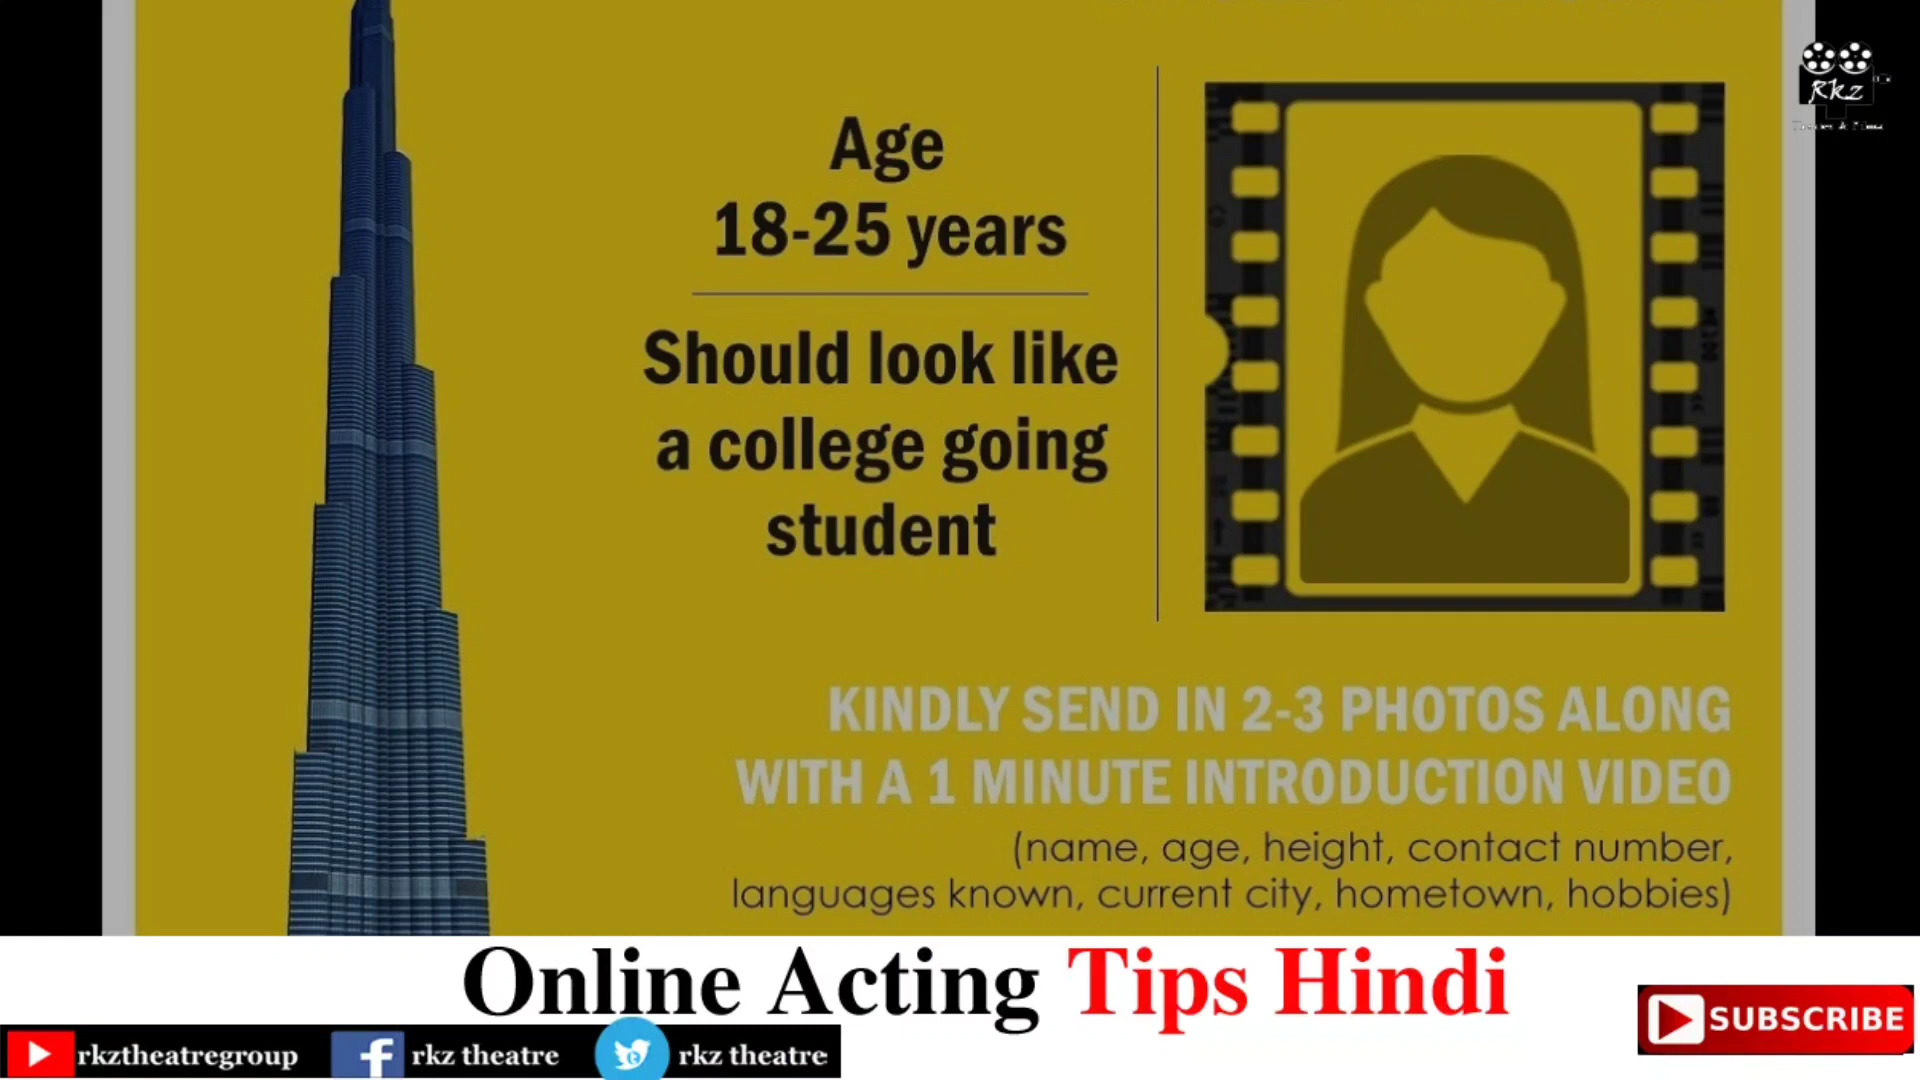 Rkz
Age
18-25 years
Should look like
a college going
student
KINDLY SEND IN 2-3 PHOTOS ALONG
WITH A 1 MINUTE INTRODUCTION VIDEO
(name, age, height, contact number,
languages known, current city, hometown, hobbies)
Online Acting Tips Hindi
rkztheatregroup
rkz theatre
rkz theatre
SUBSCRIBE